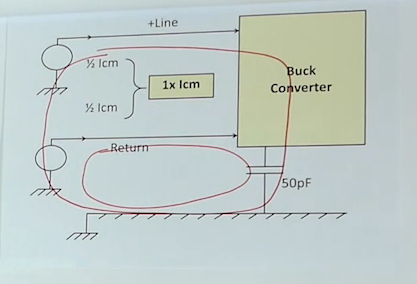 +Line
½ Icm
1x Icm
½ Icm
Buck
Converter
Return
50pF